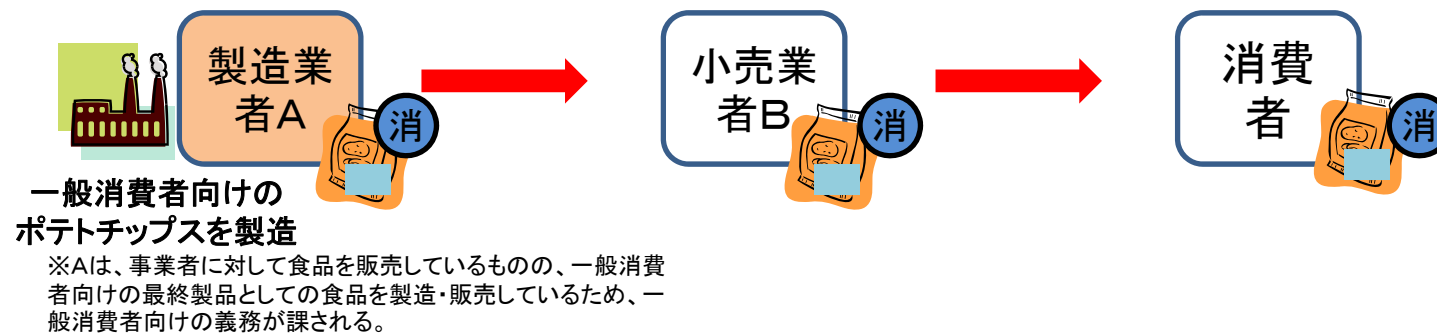 製造業
者A
消
小売業
者B
消
消費
者
消
一般消費者向けの
ポテトチップスを製造
※Aは、事業者に対して食品を販売しているものの、一般消費
者向けの最終製品としての食品を製造・販売しているため、一
般消費者向けの義務が課される。